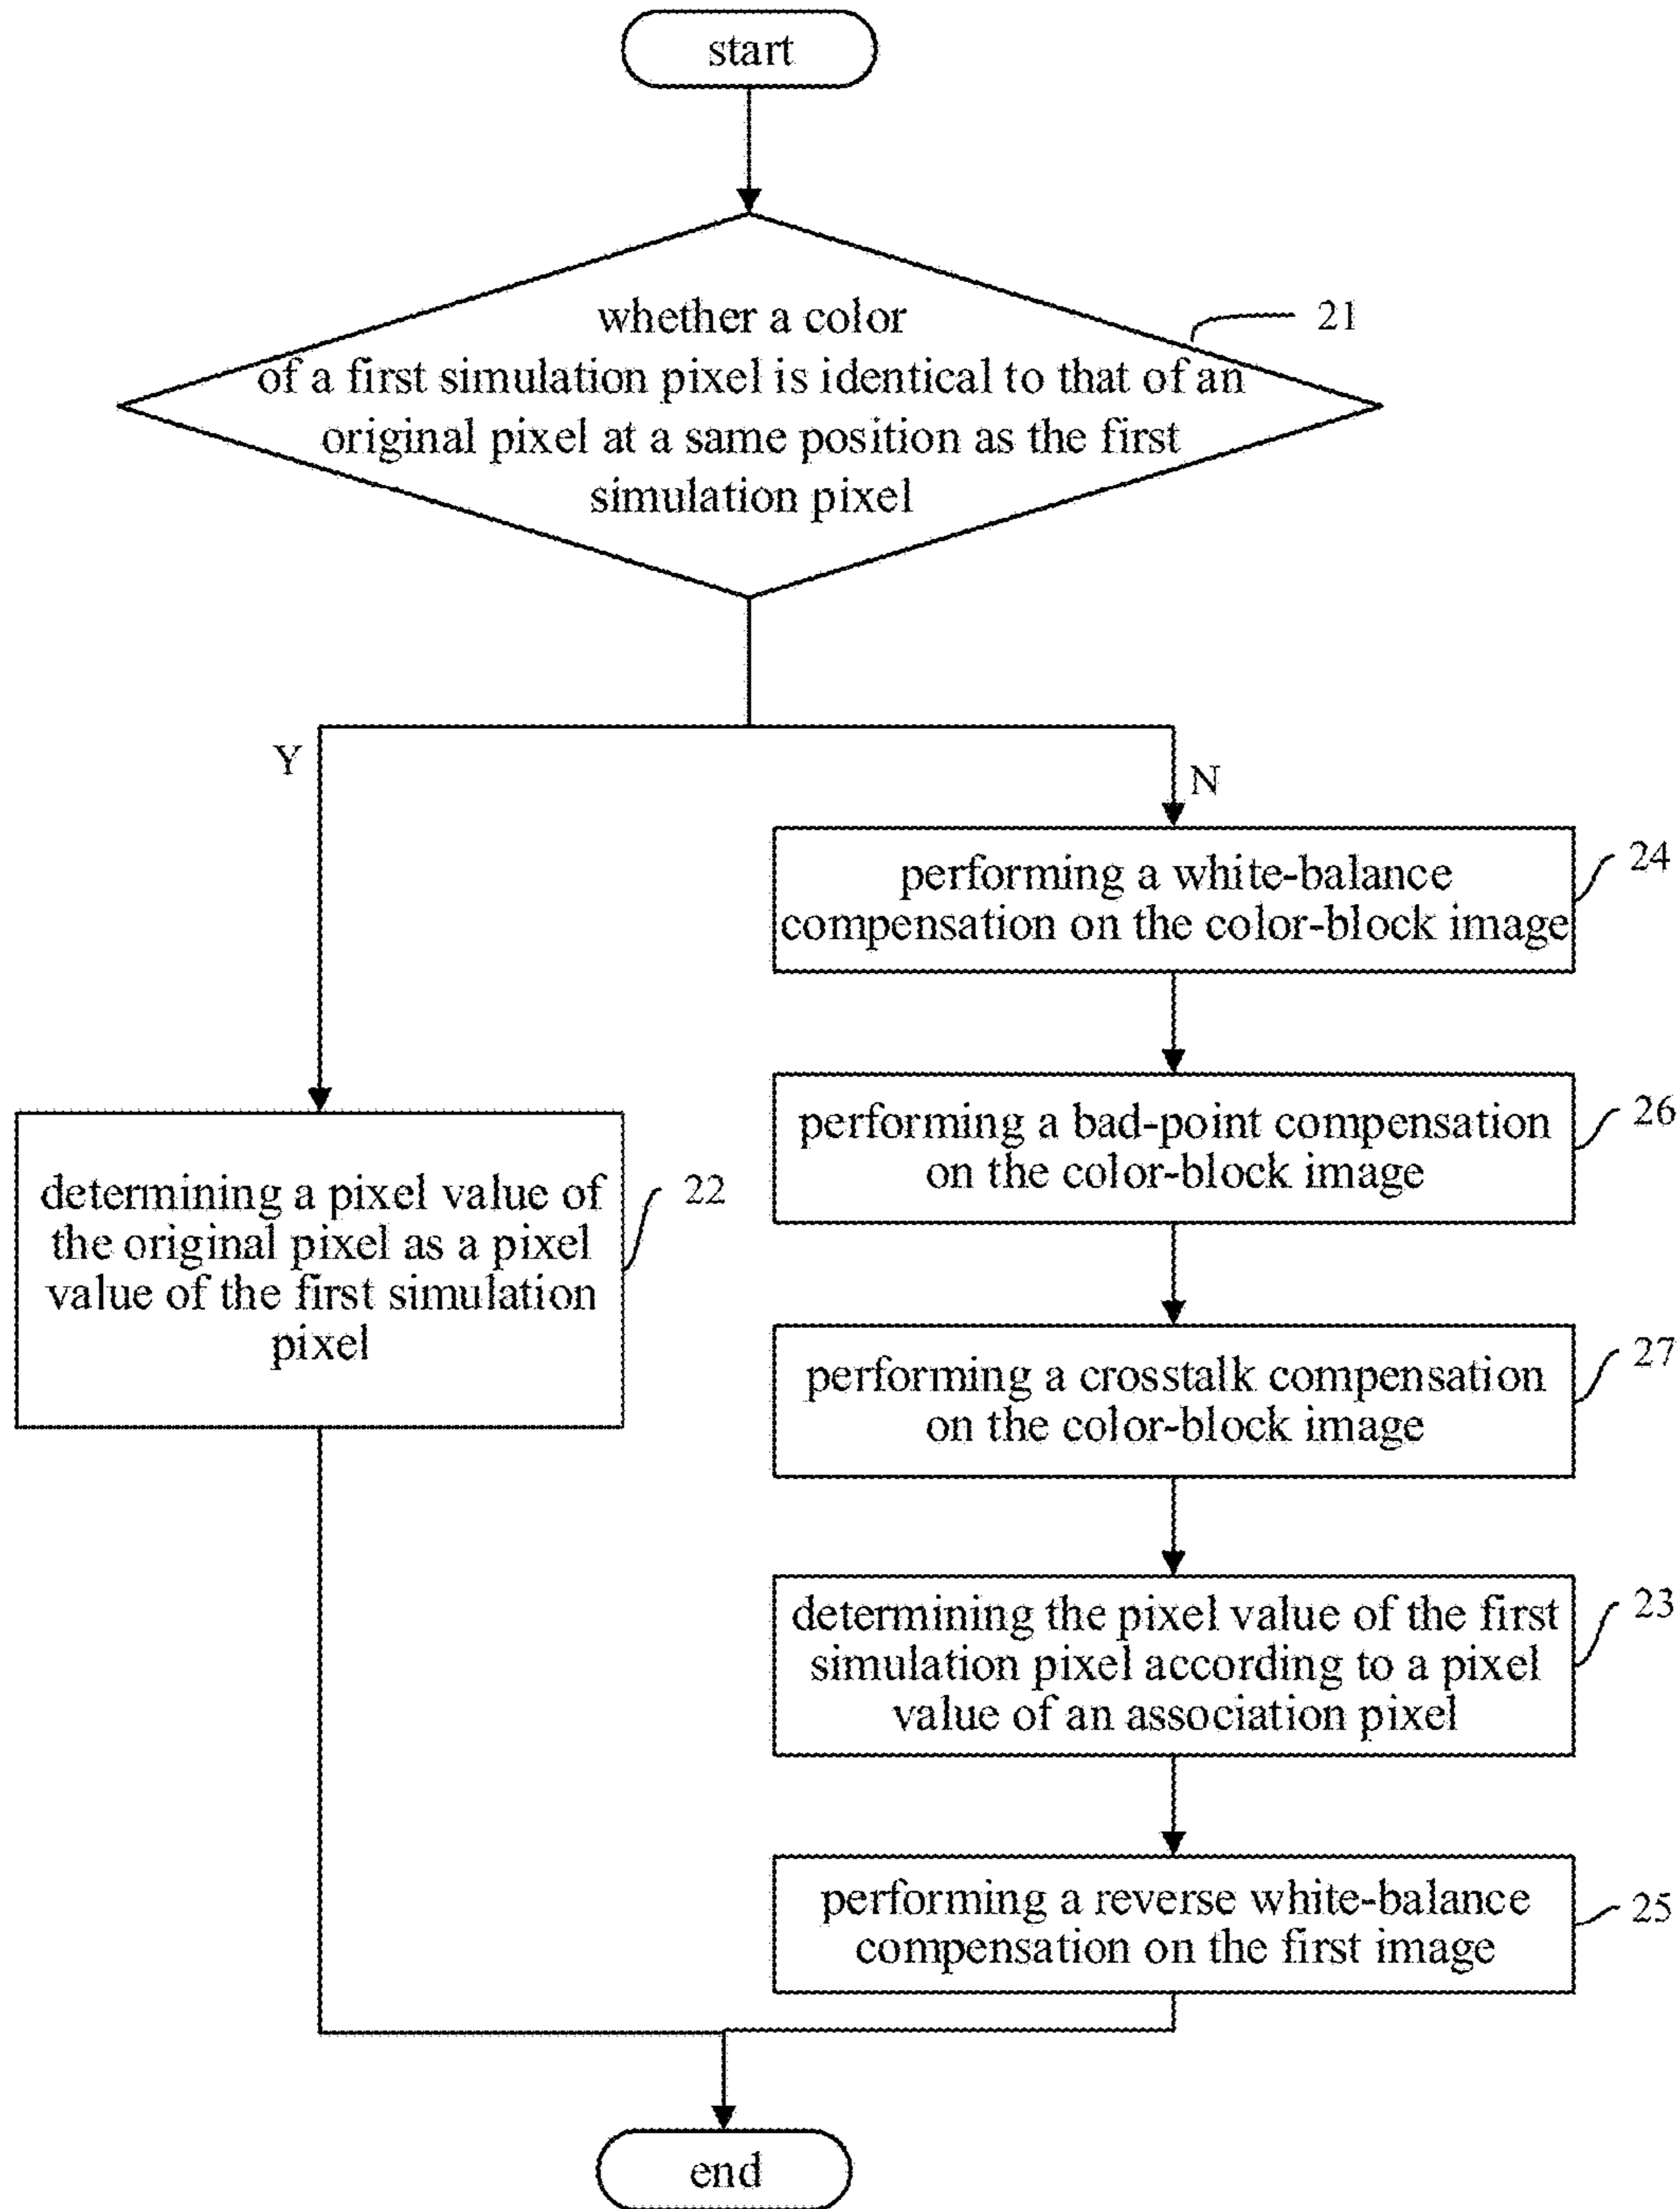 start
whether a color
of a first simulation pixel is identical to that of an
original pixel at a same position as the first
simulation pixel
21
Y
N
performing a white-balance
compensation on the color-block image
24
performing a bad-point compensation
on the color-block image
26
determining a pixel value of
the original pixel as a pixel
value of the first simulation
pixel
22
performing a crosstalk compensation
on the color-block image
27
determining the pixel value of the first
simulation pixel according to a pixel
value of an association pixel
23
performing a reverse white-balance
compensation on the first image
25
end